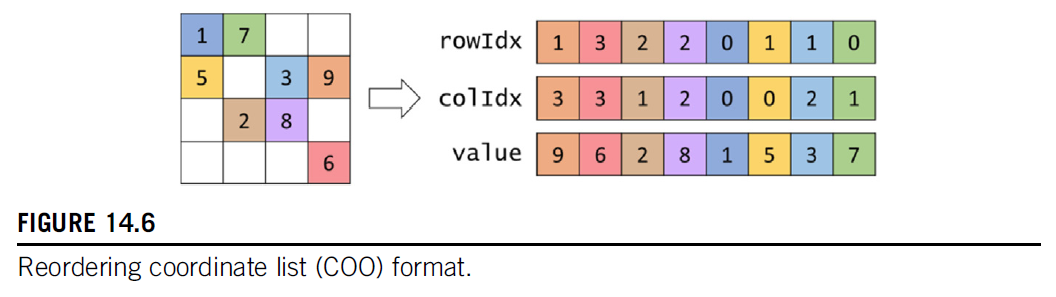 1 7
5 3 9
2 8
6
rowIdx 1 3 2 2 0 1 1 0
colIdx 3 3 1 2 0 0 2 1
value 9 6 2 8 1 5 3 7
FIGURE 14.6
Reordering coordinate list (COO) format.